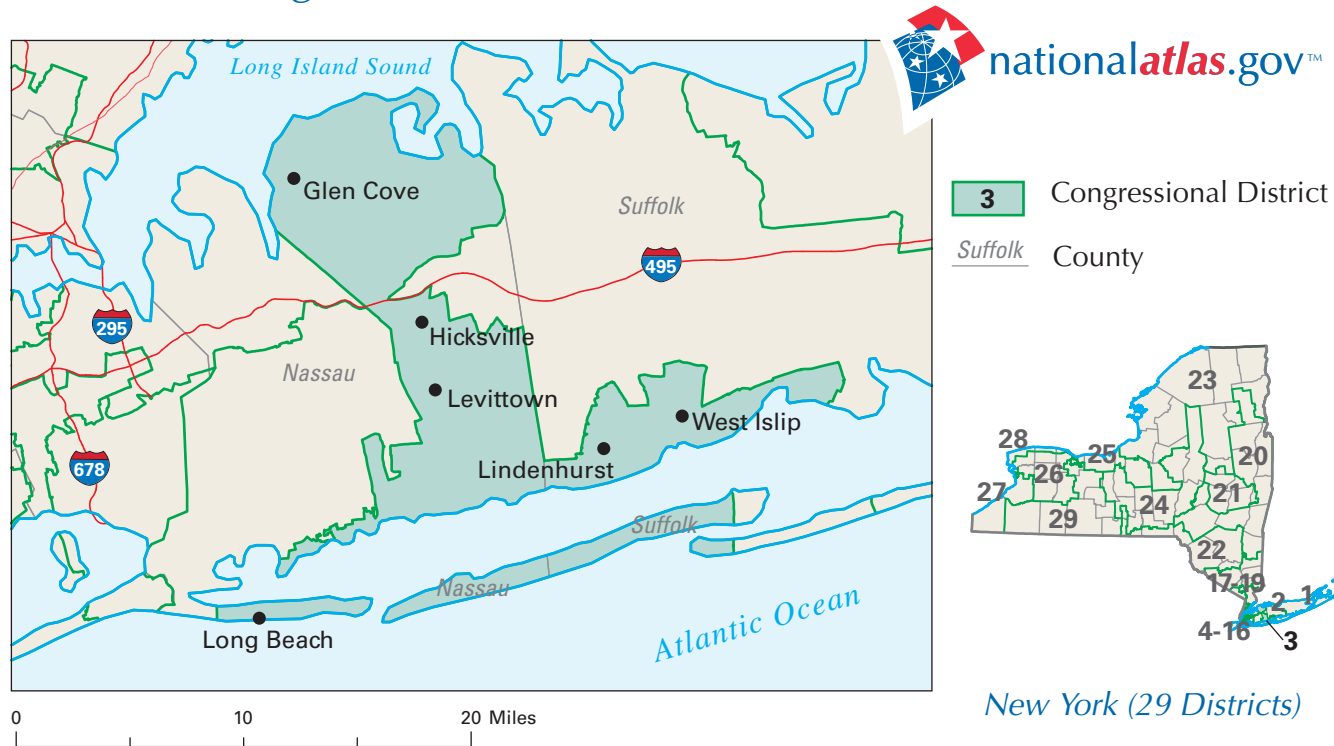 Long Island Sound
nationalatlas.gov™
Glen Cove
Suffolk
3 Congressional District
Suffolk County
495
295
Hicksville
Nassau
Levittown
West Islip
Lindenhurst
678
Suffolk
Nassau
Long Beach
Atlantic Ocean
23
28
25
20
26
27
21
24
29
22
17-19
1
2
4-16
3
New York (29 Districts)
0 10 20 Miles